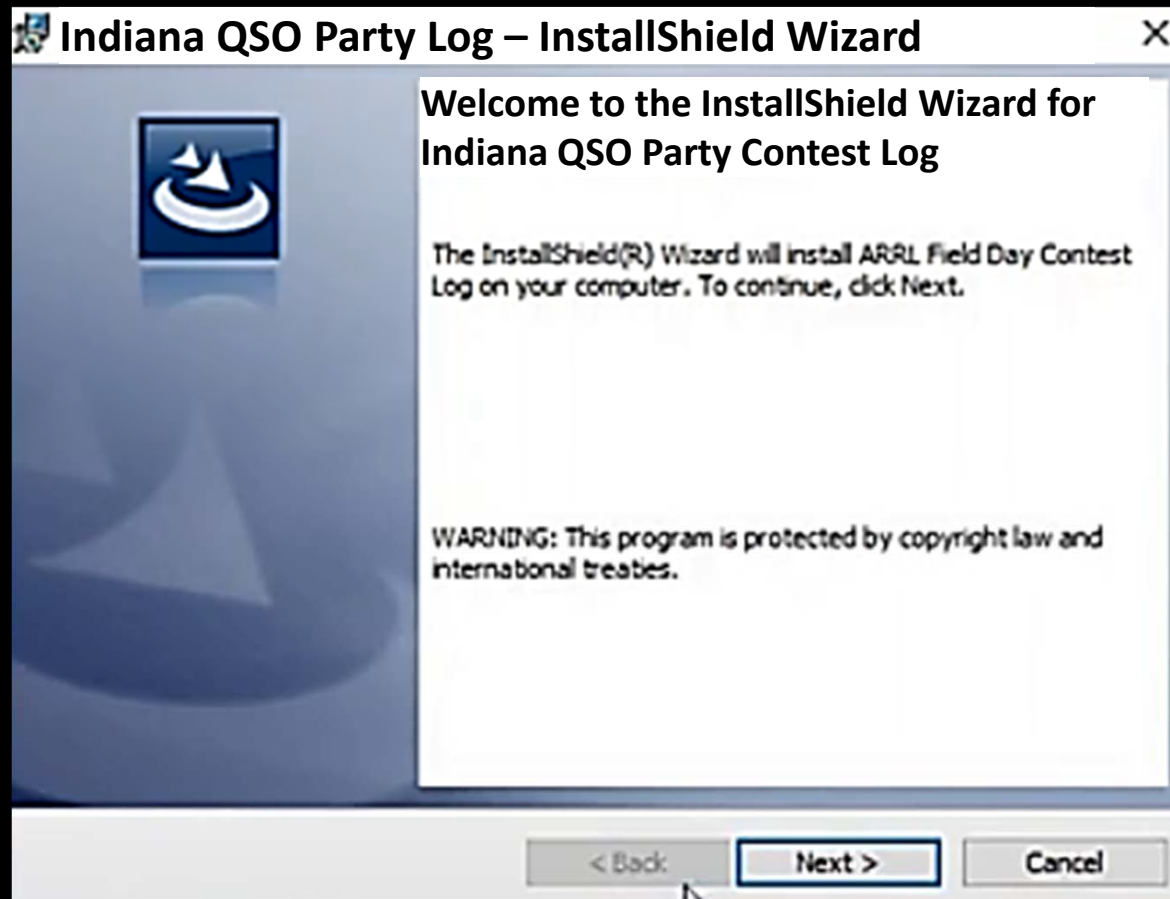 Indiana QSO Party Log – InstallShield Wizard
Welcome to the InstallShield Wizard for
Indiana QSO Party Contest Log
The InstallShield(R) Wizard will install ARRL Field Day Contest
Log on your computer. To continue, click Next.
WARNING: This program is protected by copyright law and
international treaties.
< Back
Next >
Cancel